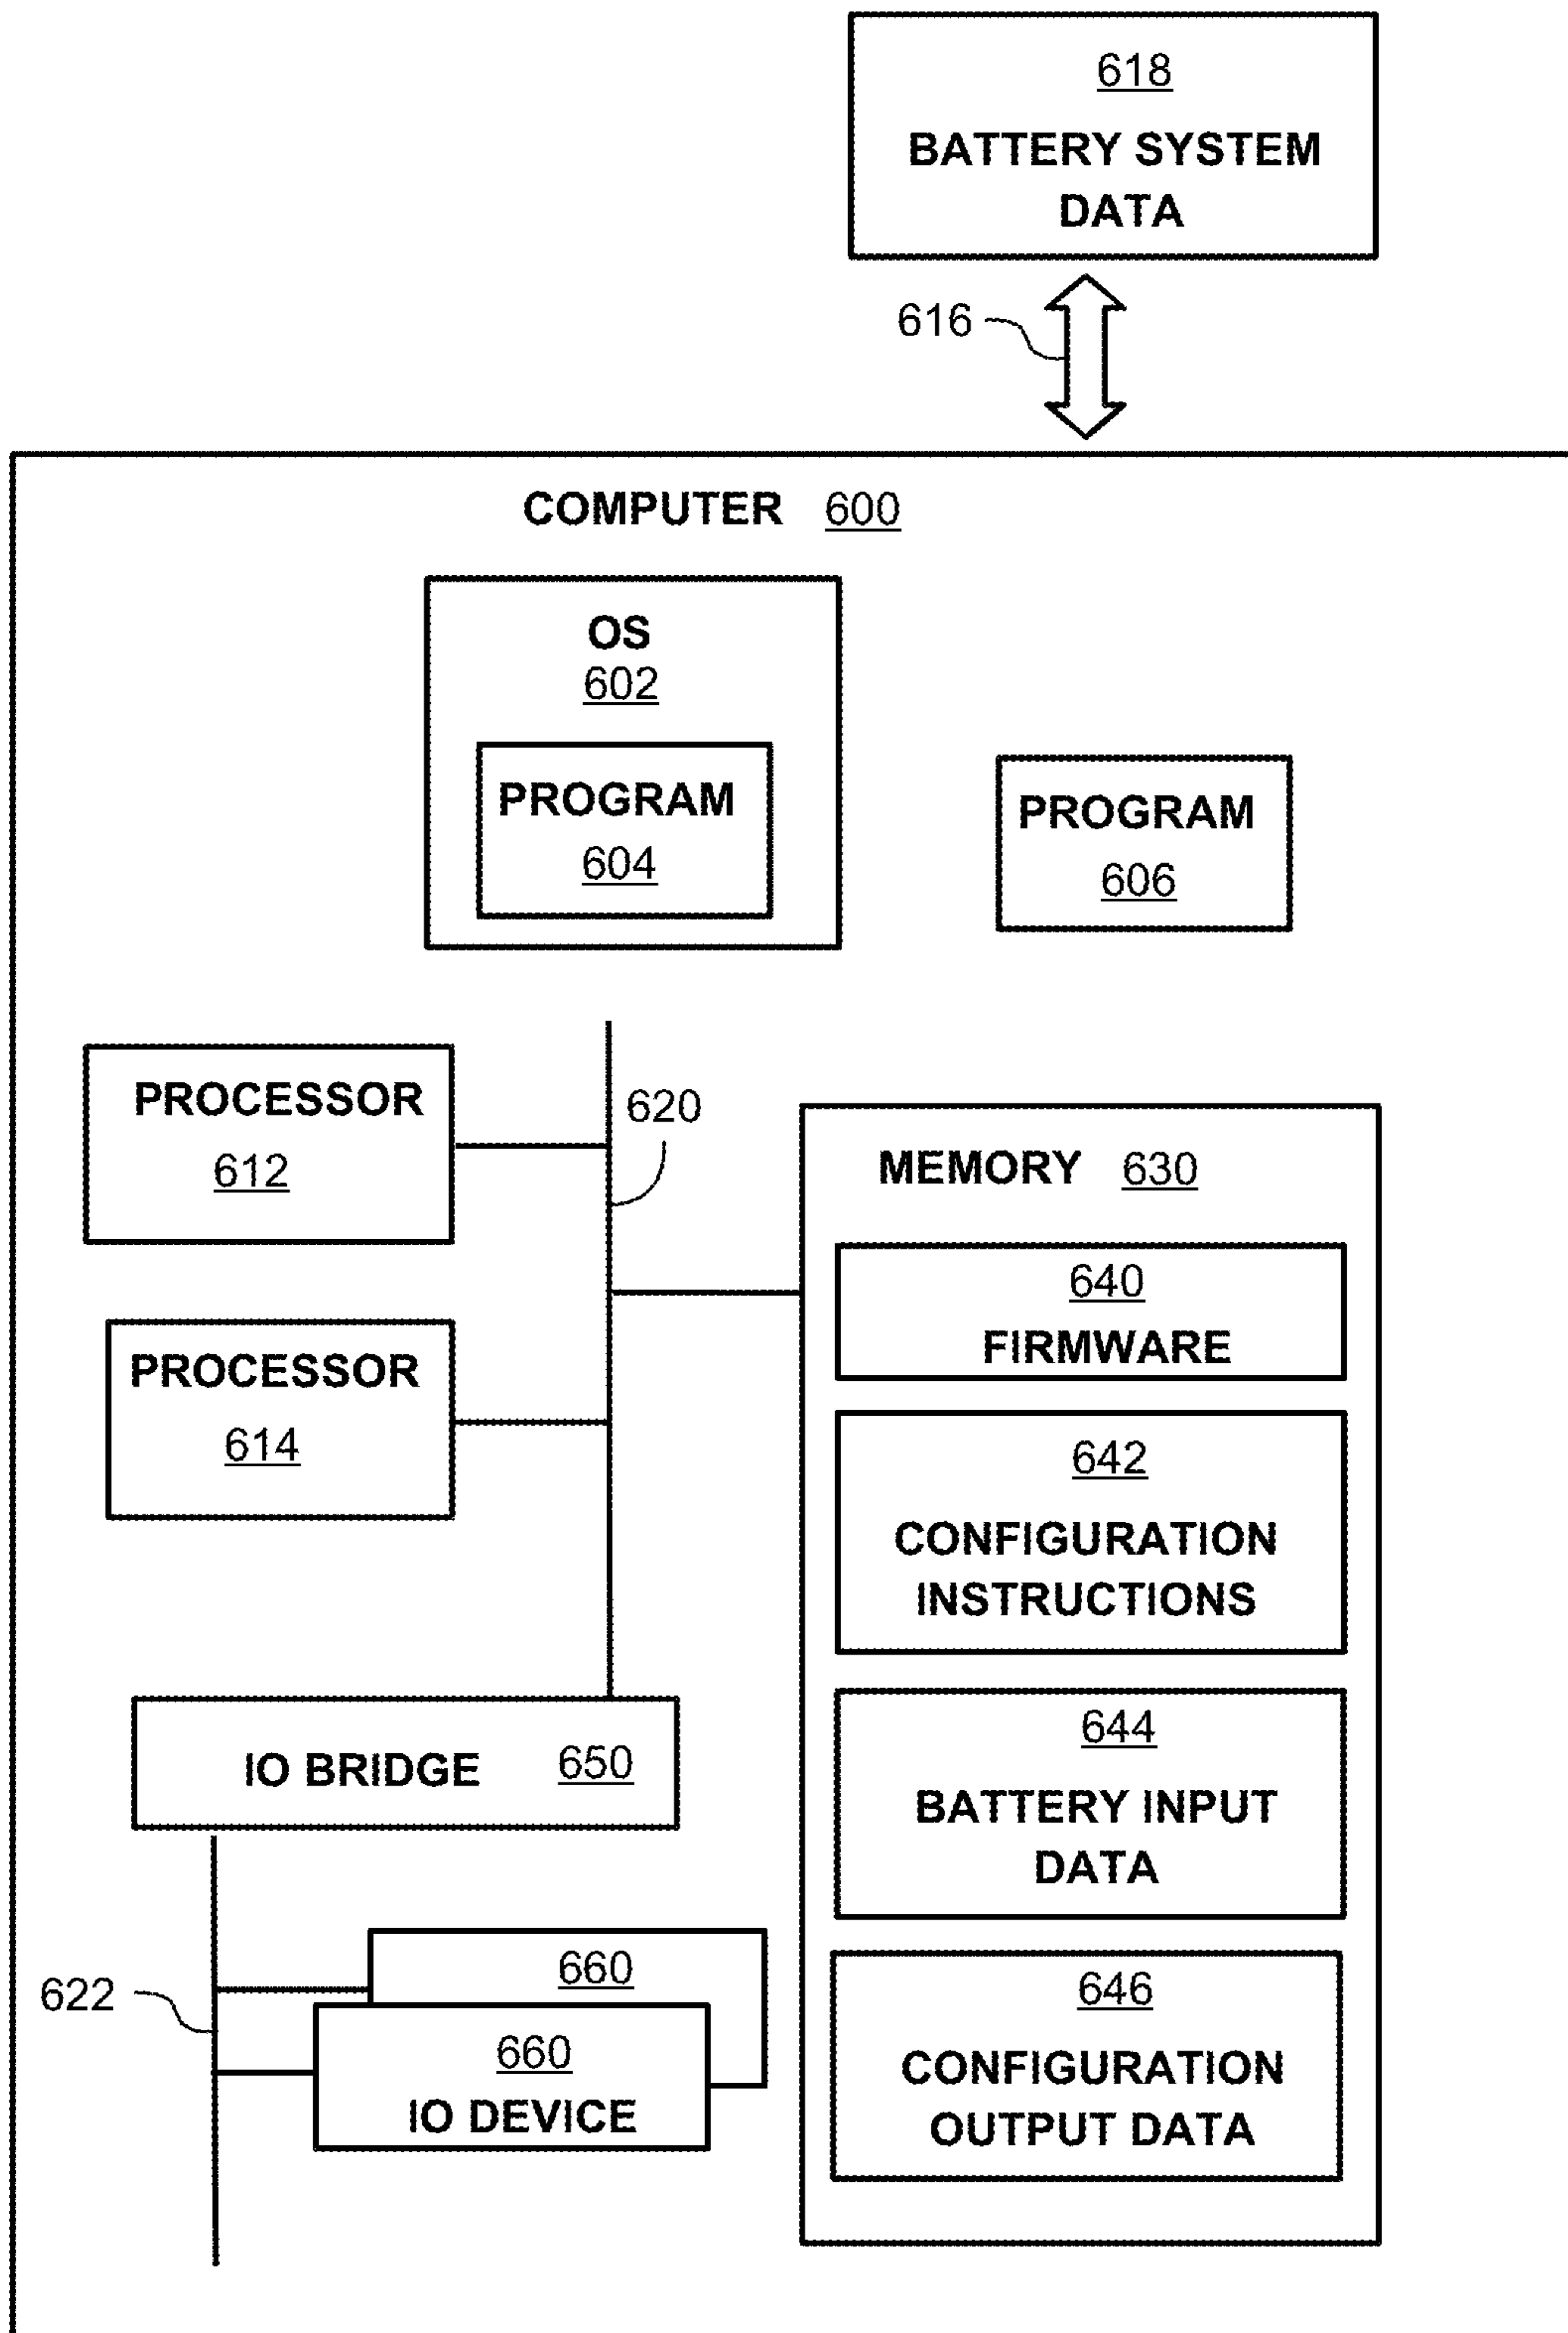 618
BATTERY SYSTEM
DATA
616
COMPUTER 600
OS
602
PROGRAM
604
PROGRAM
606
PROCESSOR
612
620
MEMORY 630
640
FIRMWARE
PROCESSOR
614
642
CONFIGURATION
INSTRUCTIONS
IO BRIDGE 650
644
BATTERY INPUT
DATA
660
622
660
IO DEVICE
646
CONFIGURATION
OUTPUT DATA